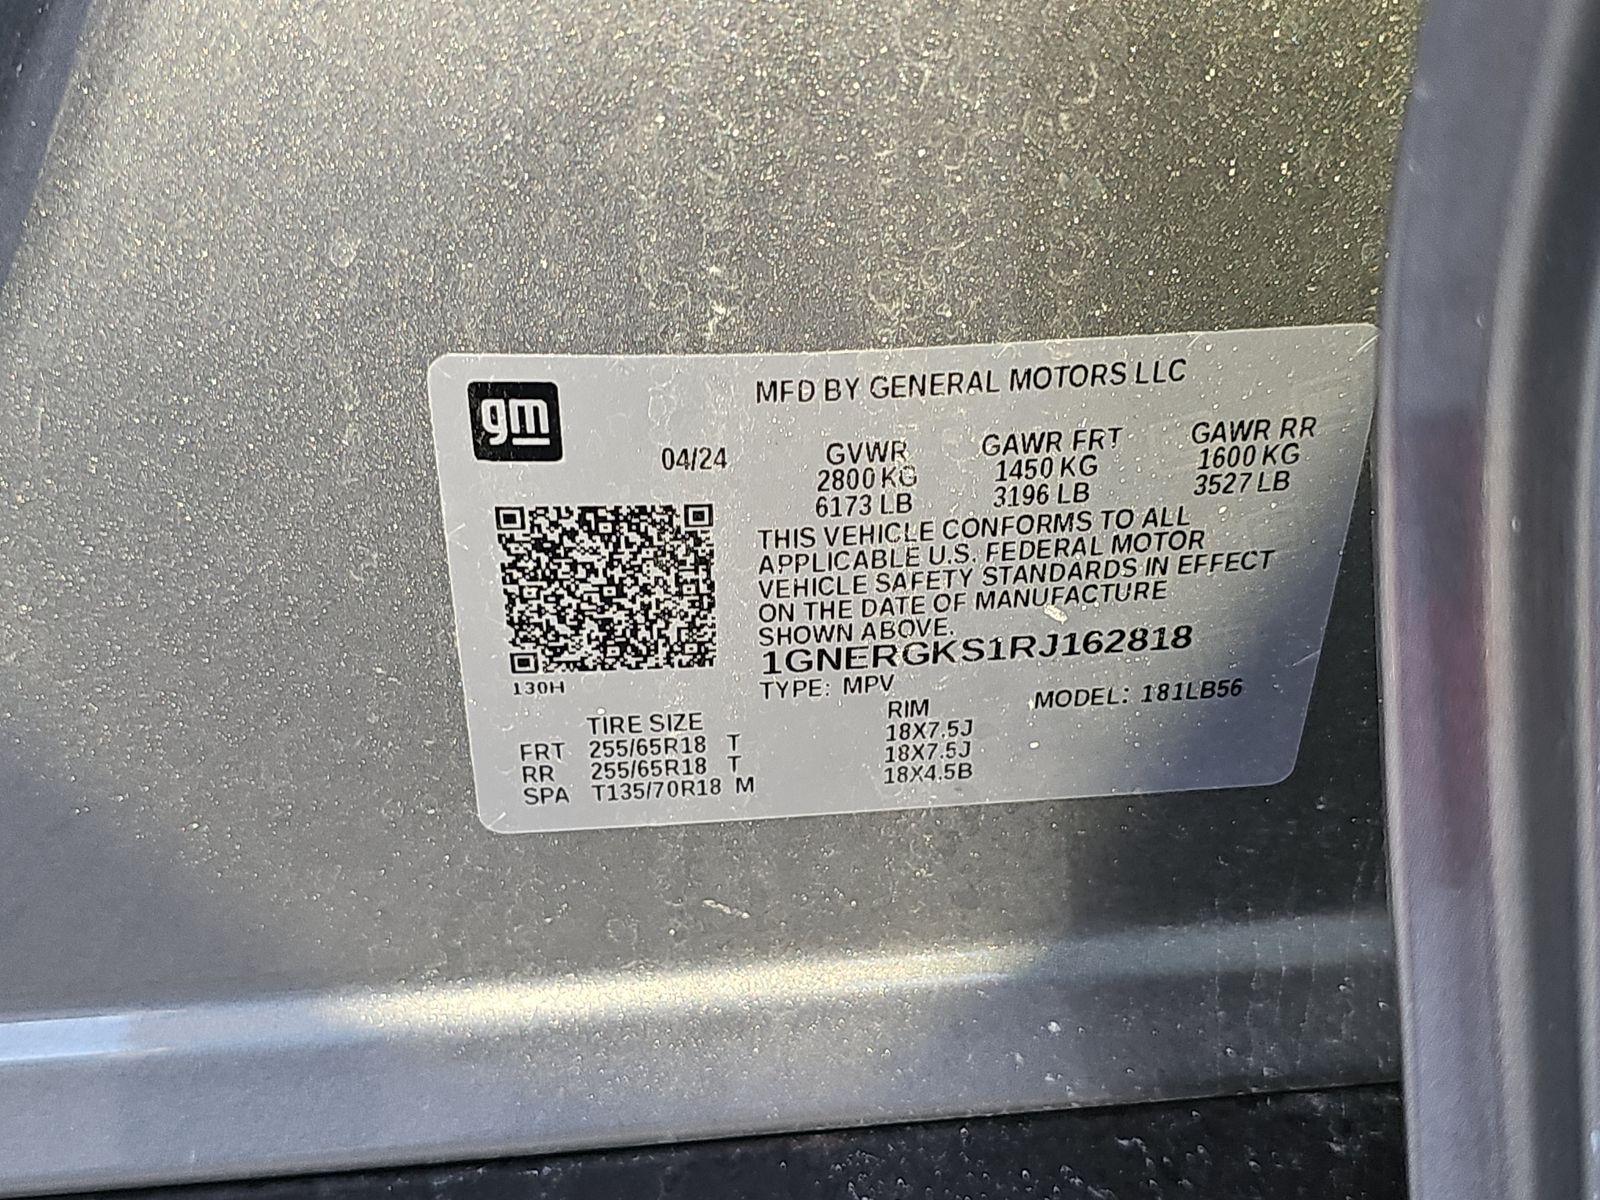 gm
MFD BY GENERAL MOTORS LLC
04/24
GVWR GAWR FRT GAWR RR
2800 KG 1450 KG 1600 KG
6173 LB 3196 LB 3527 LB
THIS VEHICLE CONFORMS TO ALL
APPLICABLE U.S. FEDERAL MOTOR
VEHICLE SAFETY STANDARDS IN EFFECT
ON THE DATE OF MANUFACTURE
SHOWN ABOVE.
1GNERGKS1RJ162818
130H
TYPE: MPV MODEL: 181LB56
TIRE SIZE RIM
FRT 255/65R18 T 18X7.5J
RR 255/65R18 T 18X7.5J
SPA T135/70R18 M 18X4.5B